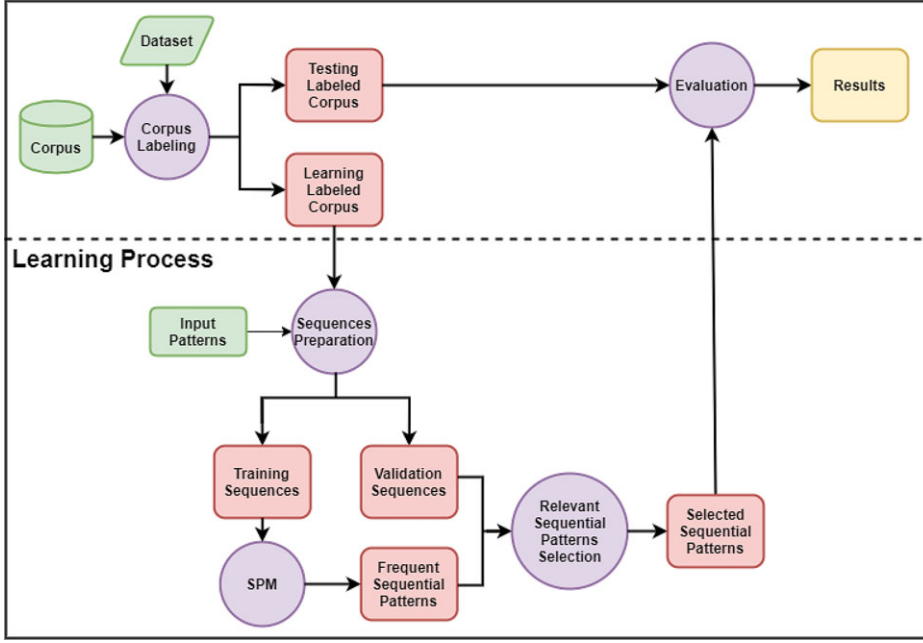 Dataset
Corpus
Corpus
Labeling
Testing
Labeled
Corpus
Learning
Labeled
Corpus
Evaluation
Results
Learning Process
Input
Patterns
Sequences
Preparation
Training
Sequences
Validation
Sequences
SPM
Frequent
Sequential
Patterns
Relevant
Sequential
Patterns
Selection
Selected
Sequential
Patterns